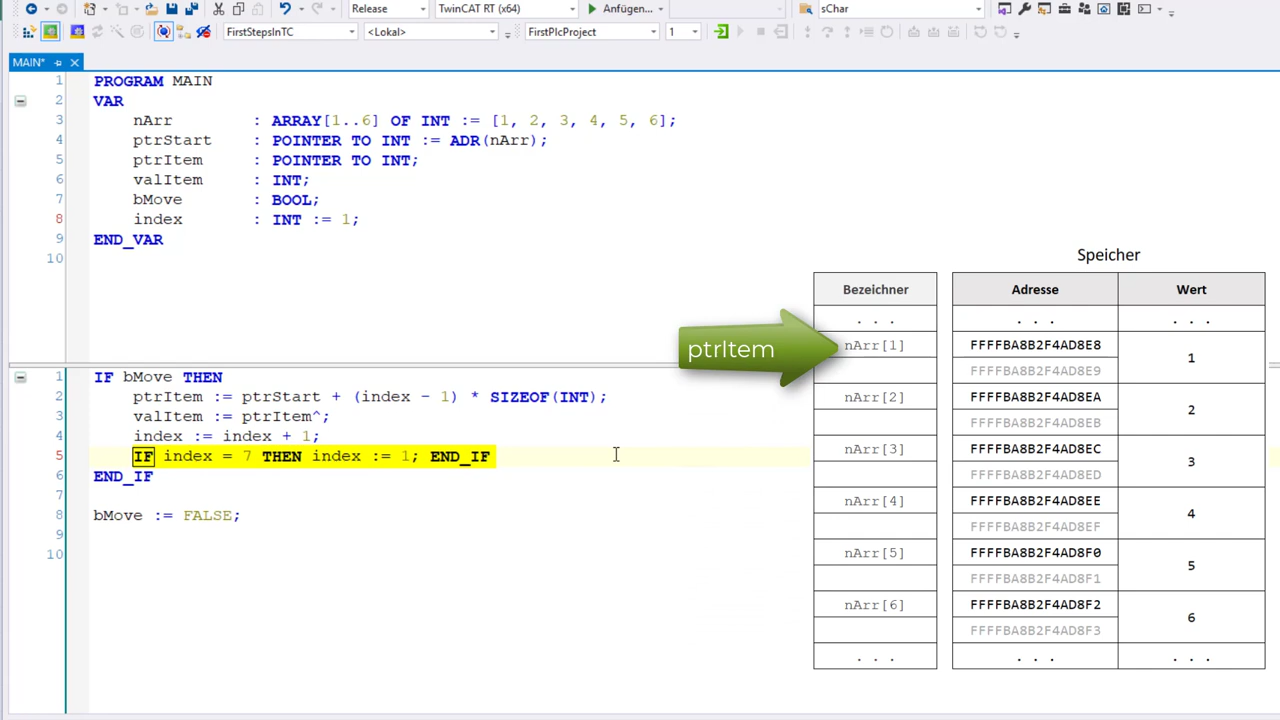 Release TwinCAT RT (x64) Anfügen... sChar
FirstStepsInTC <Lokal> FirstPlcProject 1
MAIN*
1 PROGRAM MAIN
2 VAR
3 nArr : ARRAY[1..6] OF INT := [1, 2, 3, 4, 5, 6];
4 ptrStart : POINTER TO INT := ADR(nArr);
5 ptrItem : POINTER TO INT;
6 valItem : INT;
7 bMove : BOOL;
8 index : INT := 1;
9 END_VAR
10
Speicher
Bezeichner Adresse Wert
. . . . . . . . .
ptrItem
nArr[1] FFFFBA8B2F4AD8E8 1
FFFFBA8B2F4AD8E9
nArr[2] FFFFBA8B2F4AD8EA 2
FFFFBA8B2F4AD8EB
nArr[3] FFFFBA8B2F4AD8EC 3
FFFFBA8B2F4AD8ED
nArr[4] FFFFBA8B2F4AD8EE 4
FFFFBA8B2F4AD8EF
nArr[5] FFFFBA8B2F4AD8F0 5
FFFFBA8B2F4AD8F1
nArr[6] FFFFBA8B2F4AD8F2 6
FFFFBA8B2F4AD8F3
. . . . . . . . .
1 IF bMove THEN
2 ptrItem := ptrStart + (index - 1) * SIZEOF(INT);
3 valItem := ptrItem^;
4 index := index + 1;
5 IF index = 7 THEN index := 1; END_IF
6 END_IF
7
8 bMove := FALSE;
9
10